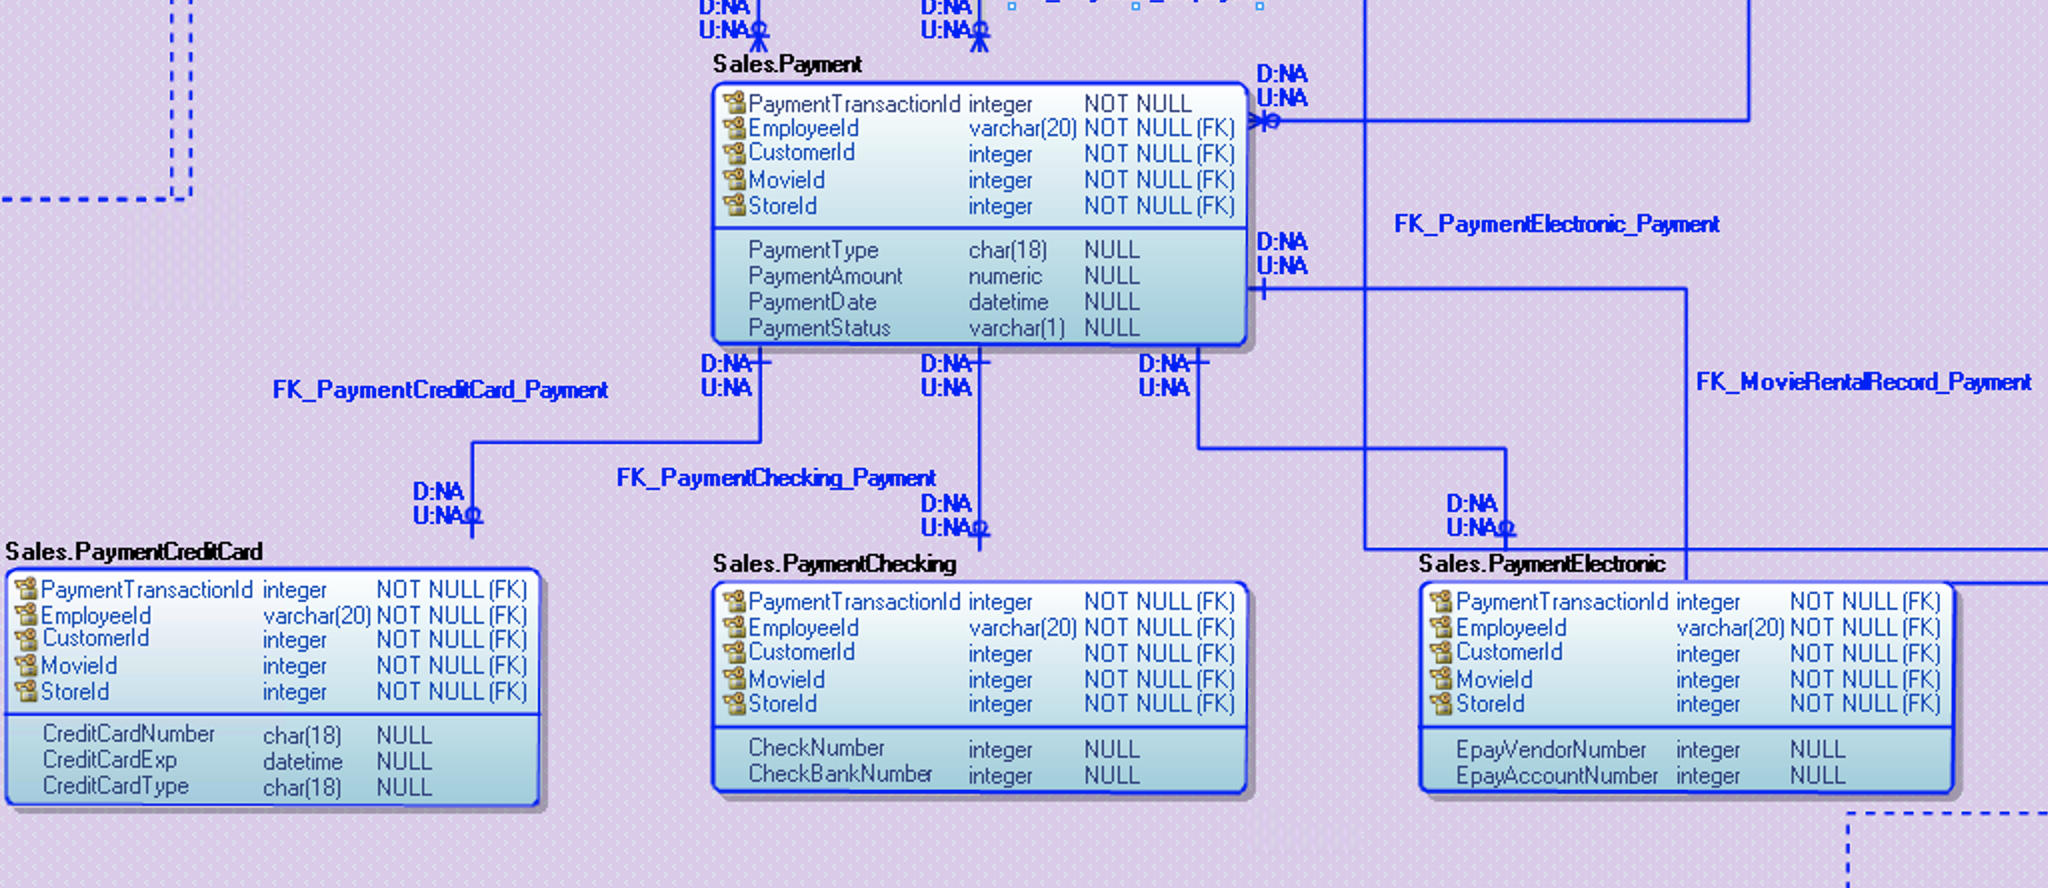 D:NA
U:NA
D:NA
U:NA
Sales.Payment
PaymentTransactionId integer NOT NULL
EmployeeId varchar(20) NOT NULL (FK)
CustomerId integer NOT NULL (FK)
MovieId integer NOT NULL (FK)
StoreId integer NOT NULL (FK)
PaymentType char(18) NULL
PaymentAmount numeric NULL
PaymentDate datetime NULL
PaymentStatus varchar(1) NULL
D:NA
U:NA
D:NA
U:NA
FK_PaymentElectronic_Payment
FK_MovieRentalRecord_Payment
D:NA
U:NA
D:NA
U:NA
D:NA
U:NA
FK_PaymentCreditCard_Payment
FK_PaymentChecking_Payment
D:NA
U:NA
D:NA
U:NA
D:NA
U:NA
Sales.PaymentCreditCard
PaymentTransactionId integer NOT NULL (FK)
EmployeeId varchar(20) NOT NULL (FK)
CustomerId integer NOT NULL (FK)
MovieId integer NOT NULL (FK)
StoreId integer NOT NULL (FK)
CreditCardNumber char(18) NULL
CreditCardExp datetime NULL
CreditCardType char(18) NULL
Sales.PaymentChecking
PaymentTransactionId integer NOT NULL (FK)
EmployeeId varchar(20) NOT NULL (FK)
CustomerId integer NOT NULL (FK)
MovieId integer NOT NULL (FK)
StoreId integer NOT NULL (FK)
CheckNumber integer NULL
CheckBankNumber integer NULL
Sales.PaymentElectronic
PaymentTransactionId integer NOT NULL (FK)
EmployeeId varchar(20) NOT NULL (FK)
CustomerId integer NOT NULL (FK)
MovieId integer NOT NULL (FK)
StoreId integer NOT NULL (FK)
EpayVendorNumber integer NULL
EpayAccountNumber integer NULL